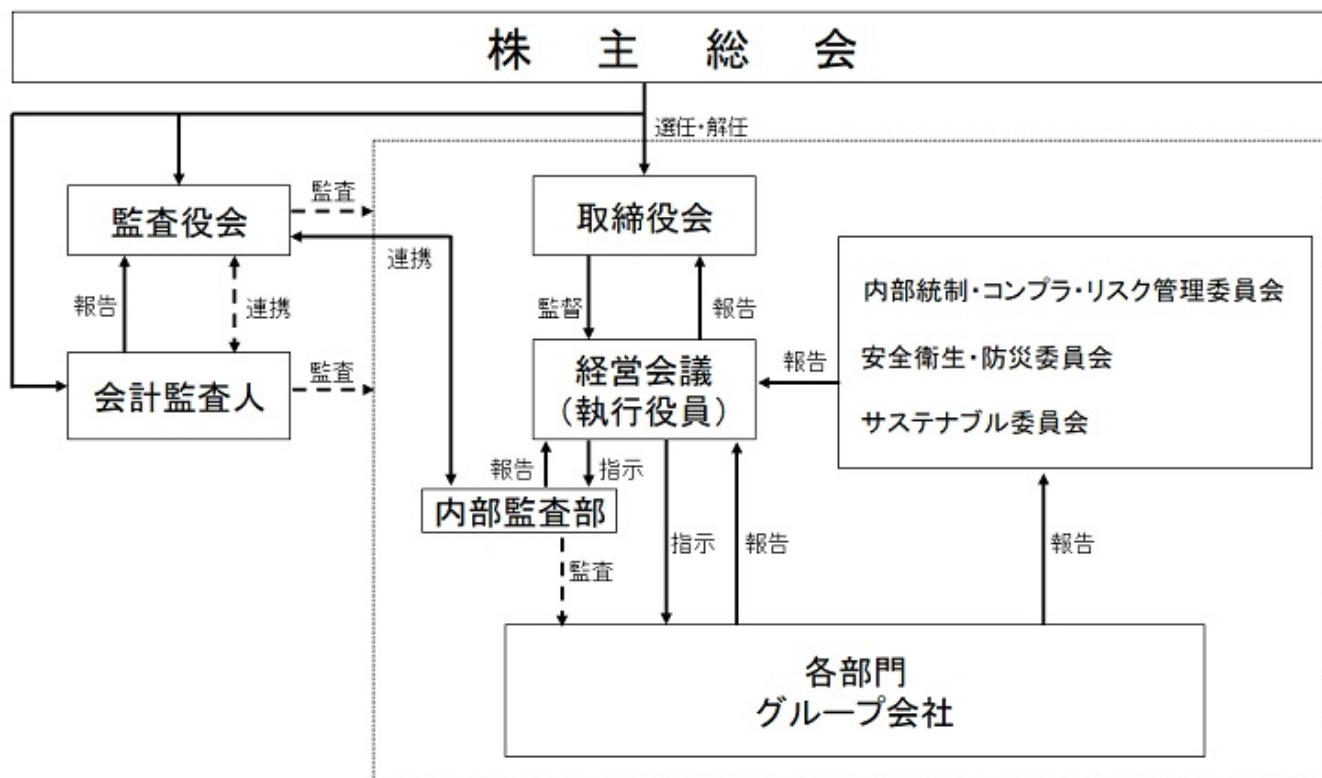 株 主 総 会
選任・解任
監査役会
監査
取締役会
連携
報告
連携
監督
報告
内部統制・コンプラ・リスク管理委員会
安全衛生・防災委員会
サステナブル委員会
会計監査人
監査
経営会議
（執行役員）
報告
報告
指示
内部監査部
監査
指示
報告
報告
各部門
グループ会社